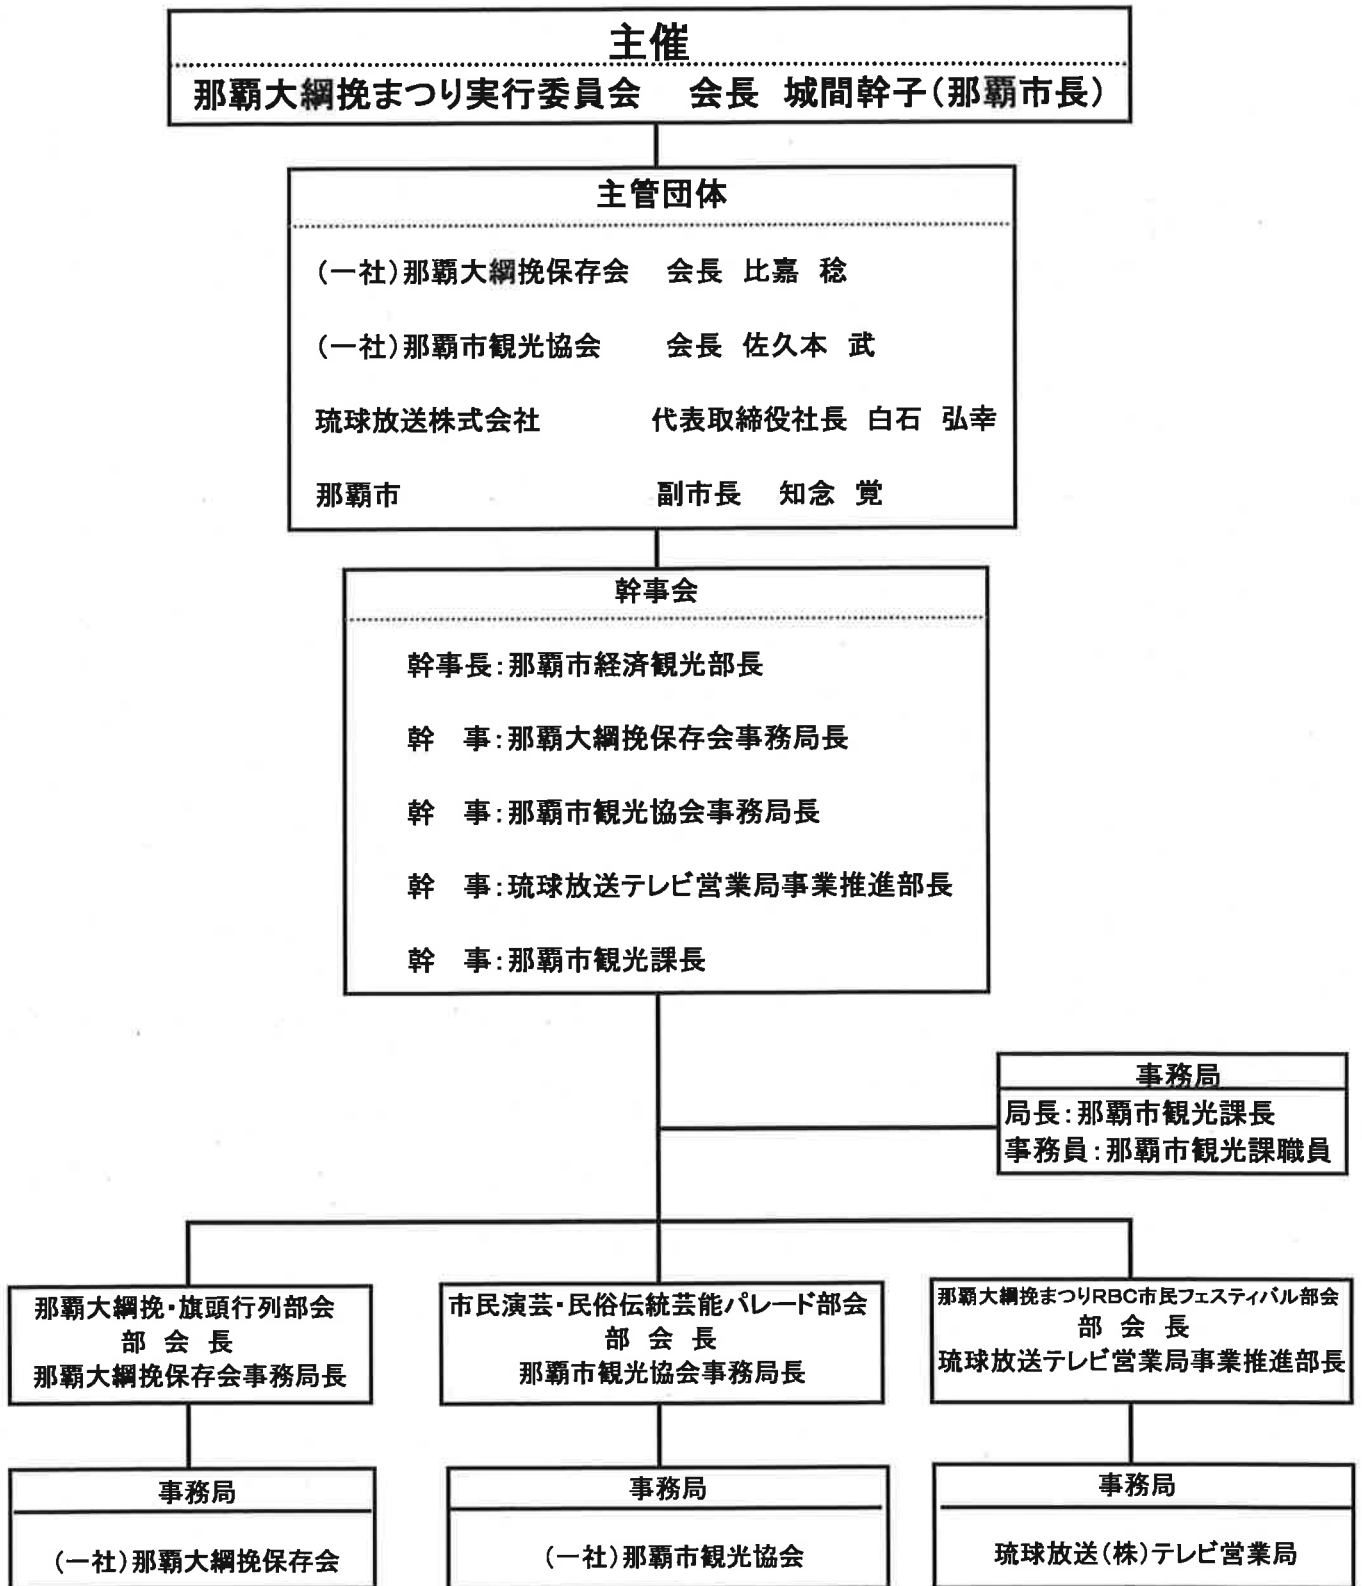 主催
那覇大綱挽まつり実行委員会 会長 城間幹子(那覇市長)
主管団体
(一社)那覇大綱挽保存会 会長 比嘉 稔
(一社)那覇市観光協会 会長 佐久本 武
琉球放送株式会社 代表取締役社長 白石 弘幸
那覇市 副市長 知念 覚
幹事会
幹事長:那覇市経済観光部長
幹 事:那覇大綱挽保存会事務局長
幹 事:那覇市観光協会事務局長
幹 事:琉球放送テレビ営業局事業推進部長
幹 事:那覇市観光課長
事務局
局長:那覇市観光課長
事務員:那覇市観光課職員
那覇大綱挽・旗頭行列部会
部 会 長
那覇大綱挽保存会事務局長
市民演芸・民俗伝統芸能パレード部会
部 会 長
那覇市観光協会事務局長
那覇大綱挽まつりRBC市民フェスティバル部会
部 会 長
琉球放送テレビ営業局事業推進部長
事務局
(一社)那覇大綱挽保存会
事務局
(一社)那覇市観光協会
事務局
琉球放送(株)テレビ営業局